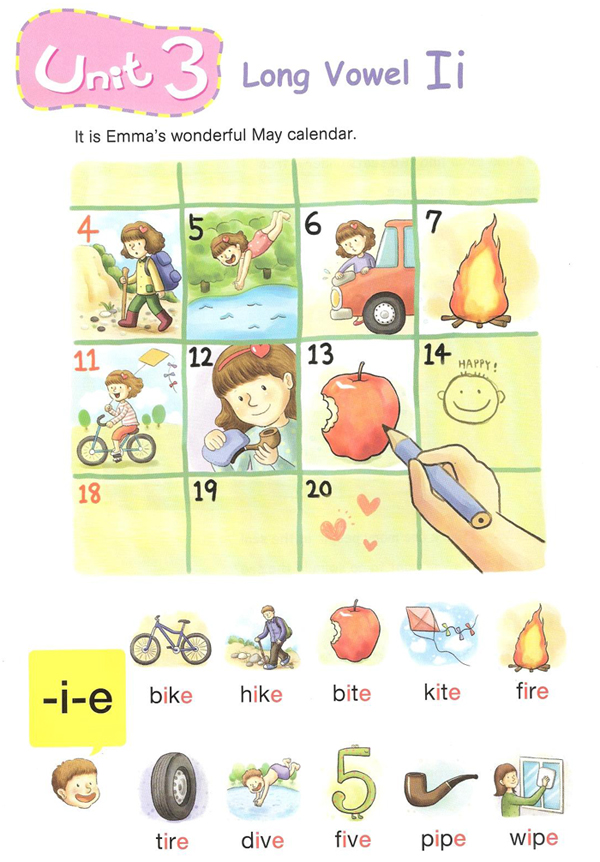 Unit 3
Long Vowel Ii
It is Emma's wonderful May calendar.
4 5 6 7
11 12 13 14
HAPPY!
18 19 20
bike hike bite kite fire
-i-e
tire dive five pipe wipe
5